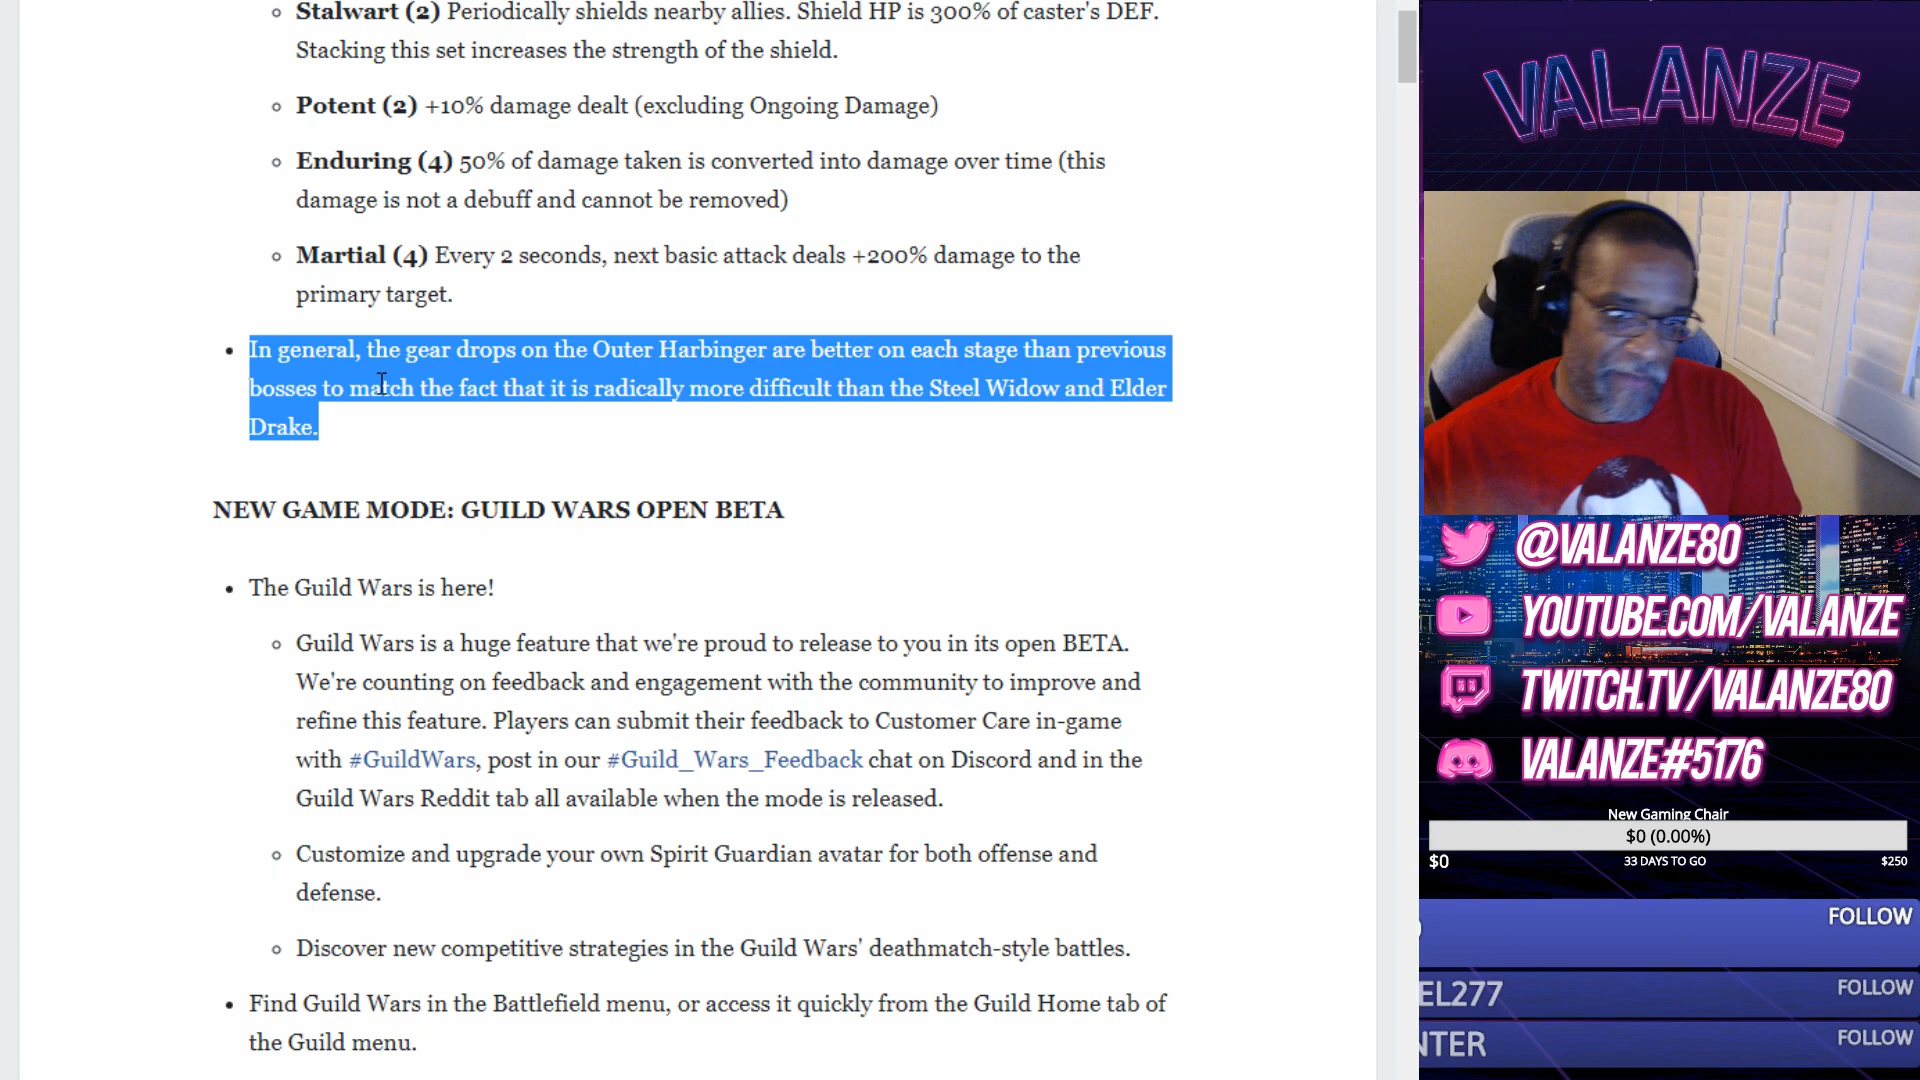 Stalwart (2) Periodically shields nearby allies. Shield HP is 300% of caster's DEF.
Stacking this set increases the strength of the shield.
Potent (2) +10% damage dealt (excluding Ongoing Damage)
Enduring (4) 50% of damage taken is converted into damage over time (this
damage is not a debuff and cannot be removed)
Martial (4) Every 2 seconds, next basic attack deals +200% damage to the
primary target.
In general, the gear drops on the Outer Harbinger are better on each stage than previous
bosses to match the fact that it is radically more difficult than the Steel Widow and Elder
Drake.
NEW GAME MODE: GUILD WARS OPEN BETA
The Guild Wars is here!
Guild Wars is a huge feature that we're proud to release to you in its open BETA.
We're counting on feedback and engagement with the community to improve and
refine this feature. Players can submit their feedback to Customer Care in-game
with #GuildWars, post in our #Guild_Wars_Feedback chat on Discord and in the
Guild Wars Reddit tab all available when the mode is released.
Customize and upgrade your own Spirit Guardian avatar for both offense and
defense.
Discover new competitive strategies in the Guild Wars' deathmatch-style battles.
Find Guild Wars in the Battlefield menu, or access it quickly from the Guild Home tab of
the Guild menu.
VALANZE
@VALANZE80
YOUTUBE.COM/VALANZE
TWITCH.TV/VALANZE80
VALANZE#5176
New Gaming Chair
$0 (0.00%)
$0 33 DAYS TO GO $250
FOLLOW
EL277 FOLLOW
NTER FOLLOW